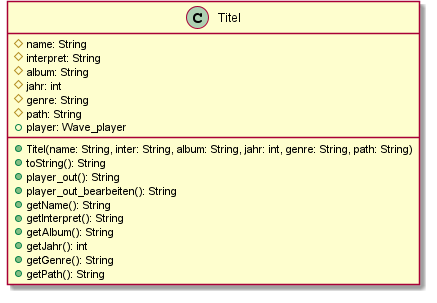 C Titel
name: String
interpret: String
album: String
jahr: int
genre: String
path: String
player: Wave_player
Titel(name: String, inter: String, album: String, jahr: int, genre: String, path: String)
toString(): String
player_out(): String
player_out_bearbeiten(): String
getName(): String
getInterpret(): String
getAlbum(): String
getJahr(): int
getGenre(): String
getPath(): String